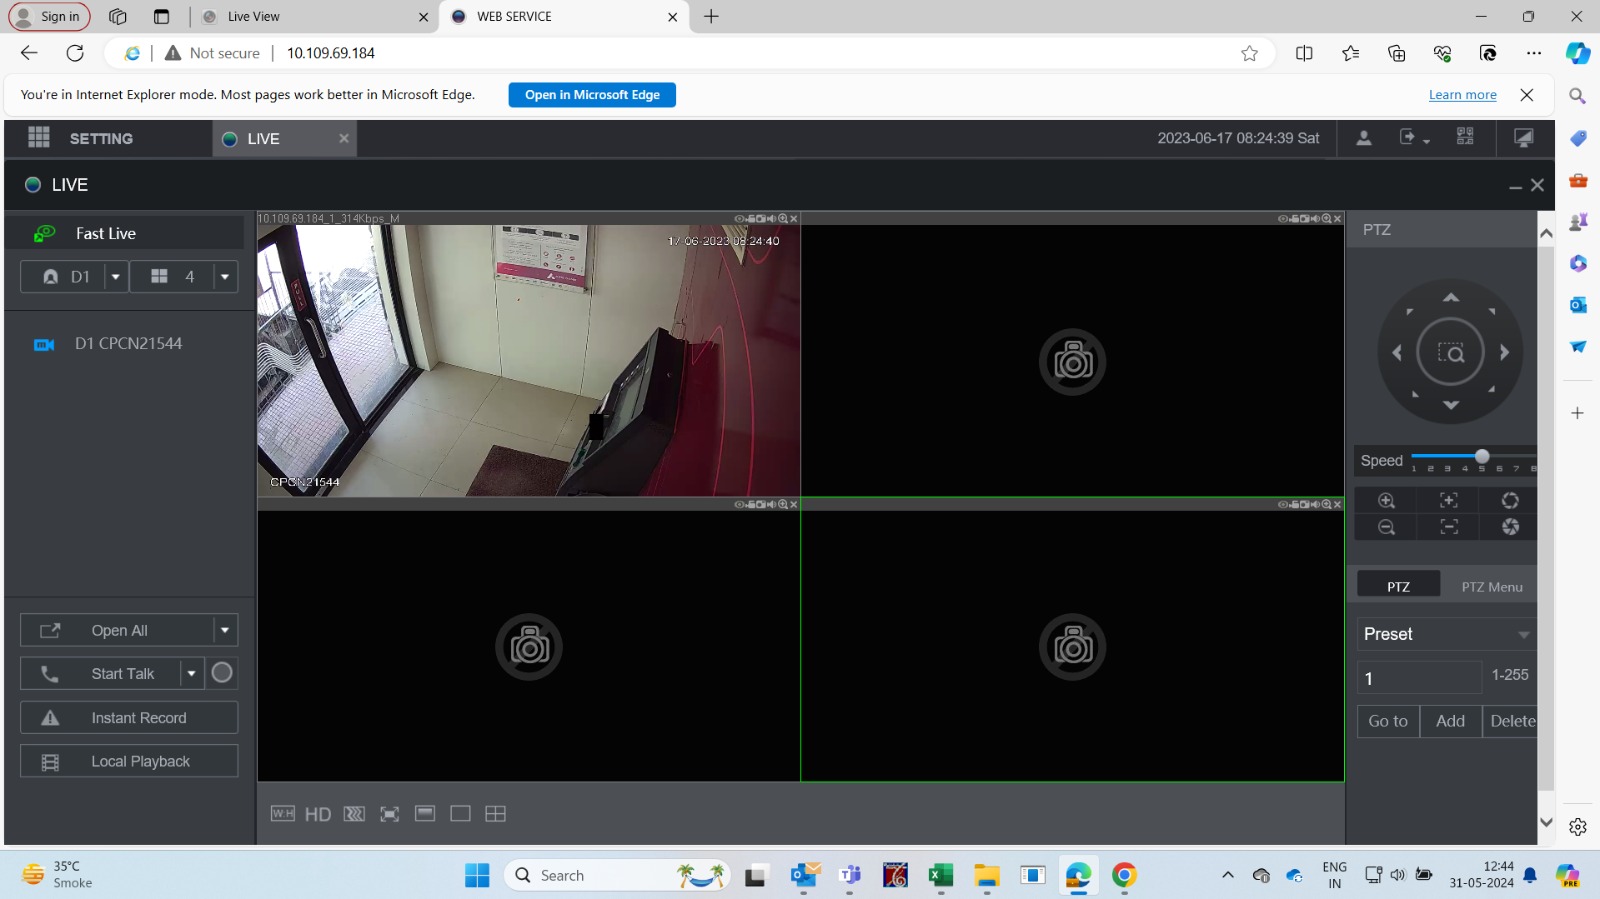 Sign in
Live View
WEB SERVICE
Not secure
10.109.69.184
You're in Internet Explorer mode. Most pages work better in Microsoft Edge.
Open in Microsoft Edge
Learn more
SETTING
LIVE
2023-06-17 08:24:39 Sat
LIVE
Fast Live
D1
4
D1 CPCN21544
Open All
Start Talk
Instant Record
Local Playback
10.109.69.184_1_314Kbps_M
17-06-2023 08:24:40
CPCN21544
W:H
HD
PTZ
Speed
1 2 3 4 5 6 7 8
PTZ
PTZ Menu
Preset
1
1-255
Go to
Add
Delete
35°C
Smoke
Search
ENG
IN
12:44
31-05-2024
PRE